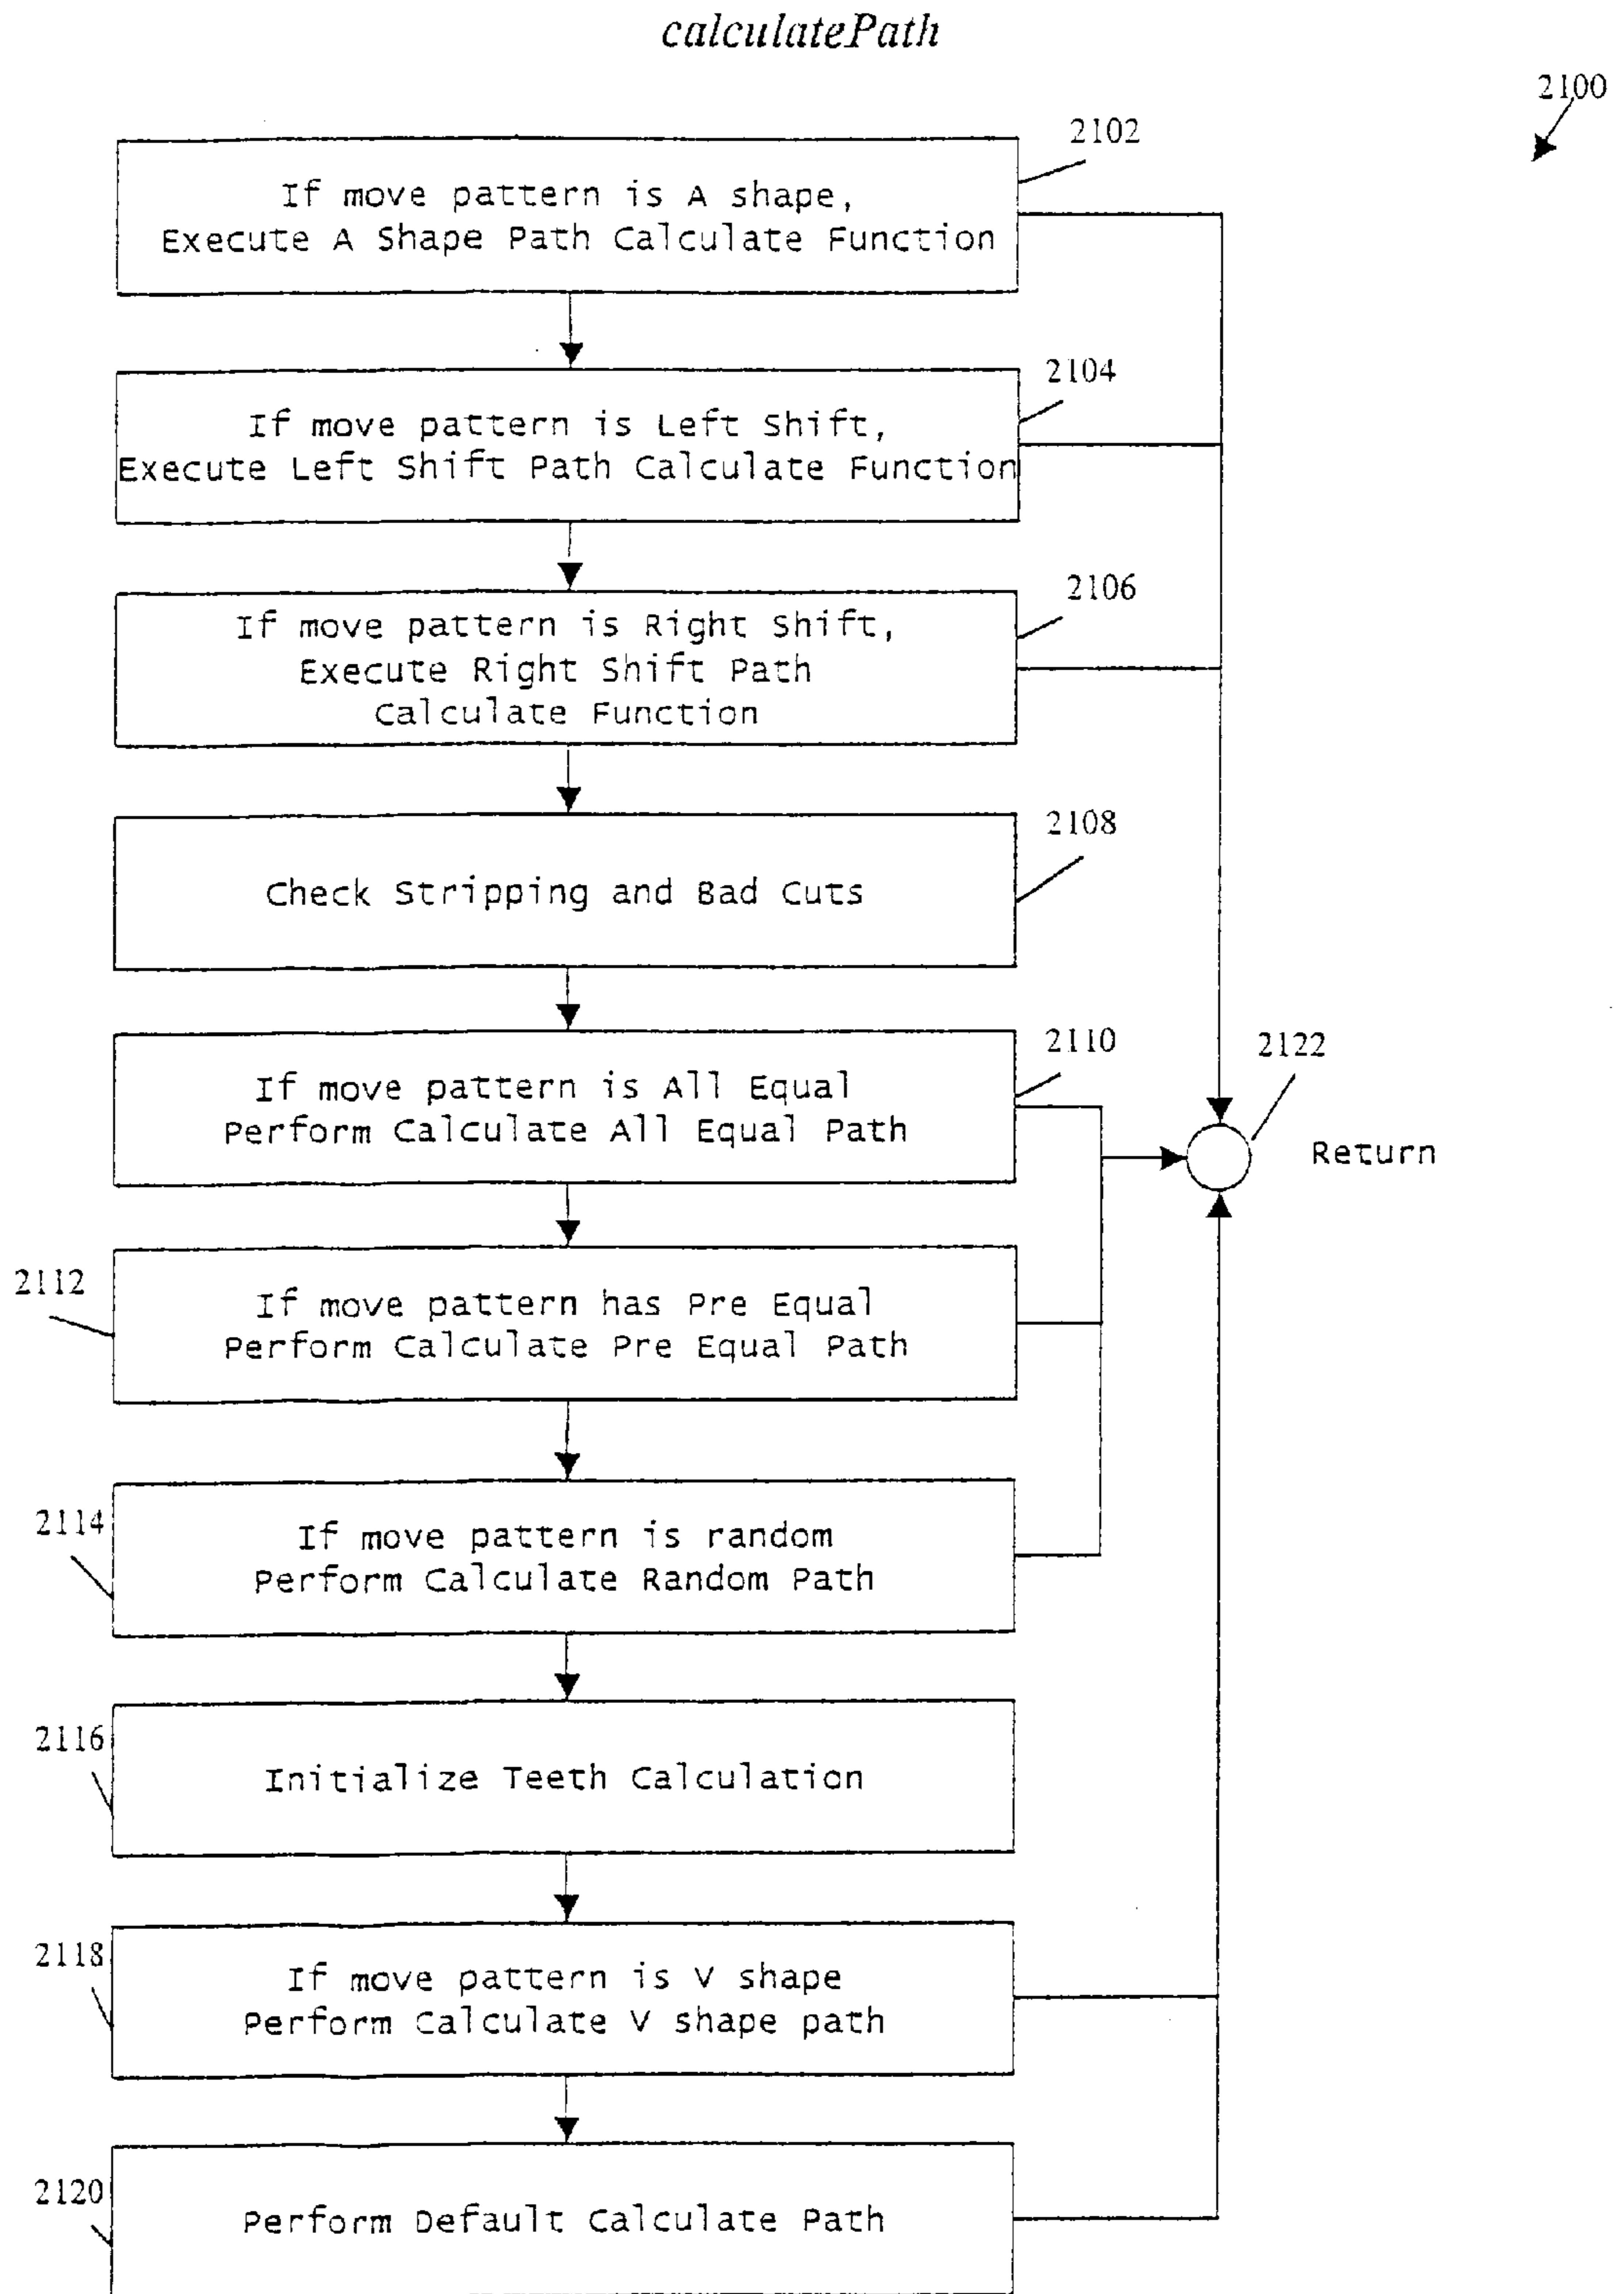 calculatePath
2100
2102
If move pattern is A shape,
Execute A Shape Path Calculate Function
2104
If move pattern is Left Shift,
Execute Left Shift Path Calculate Function
2106
If move pattern is Right Shift,
Execute Right Shift Path
Calculate Function
2108
Check Stripping and Bad Cuts
2110
If move pattern is All Equal
Perform Calculate All Equal Path
2122
Return
2112
If move pattern has Pre Equal
Perform Calculate Pre Equal Path
2114
If move pattern is random
Perform Calculate Random Path
2116
Initialize Teeth Calculation
2118
If move pattern is V shape
Perform Calculate V shape path
2120
Perform Default Calculate Path